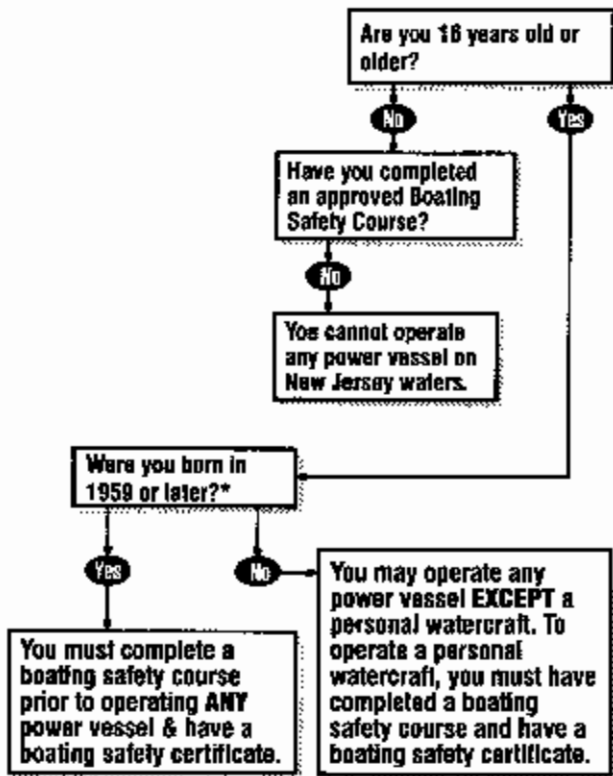 Are you 16 years old or
older?
No
Yes
Have you completed
an approved Boating
Safety Course?
No
You cannot operate
any power vessel on
New Jersey waters.
Were you born in
1959 or later?*
Yes
No
You must complete a
boating safety course
prior to operating ANY
power vessel & have a
boating safety certificate.
You may operate any
power vessel EXCEPT a
personal watercraft. To
operate a personal
watercraft, you must have
completed a boating
safety course and have a
boating safety certificate.